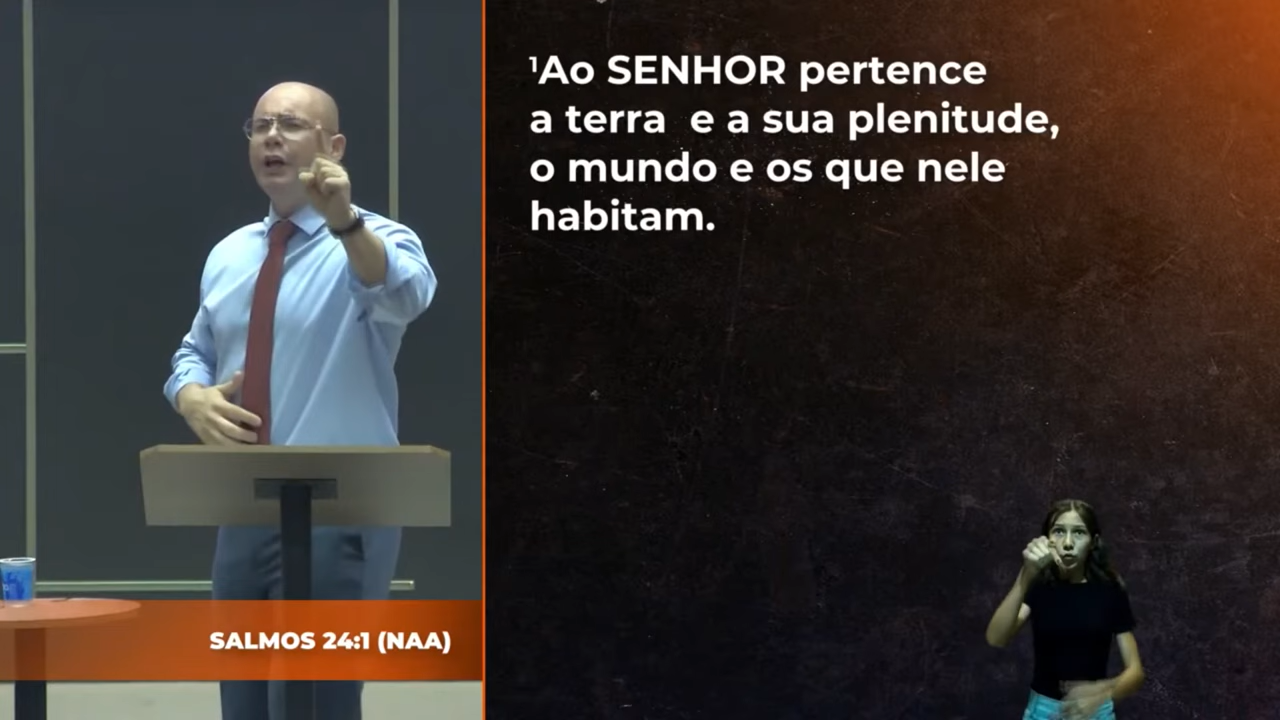 ¹Ao SENHOR pertence
a terra e a sua plenitude,
o mundo e os que nele
habitam.
SALMOS 24:1 (NAA)